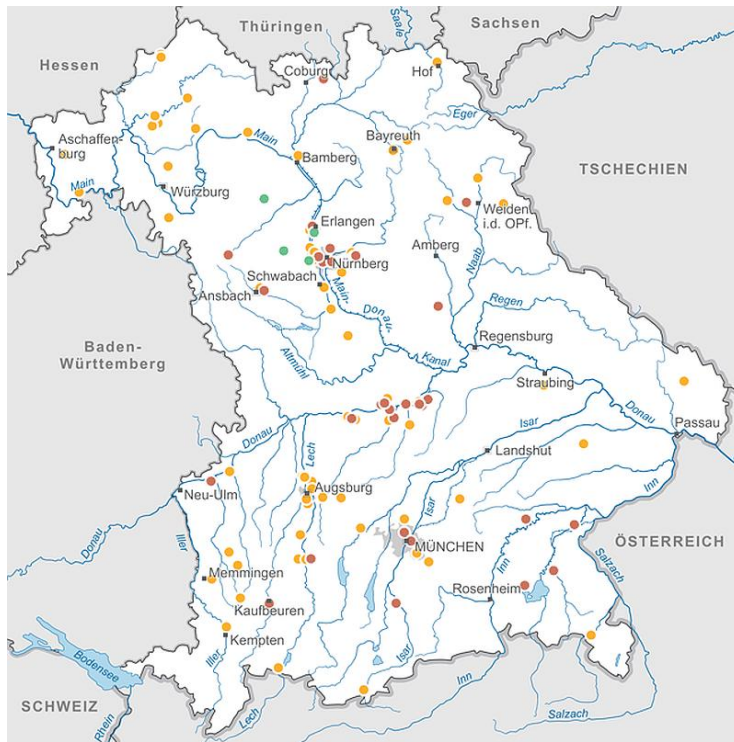 Thüringen
Sachsen
Saale
Hessen
Coburg
Hof
Eger
Aschaffen-
burg
Main
Bayreuth
Main
Bamberg
TSCHECHIEN
Würzburg
Erlangen
Weiden
i.d. OPf.
Nürnberg
Amberg
Naab
Schwabach
Ansbach
Main-
Donau-
Kanal
Regen
Altmühl
Regensburg
Baden-
Württemberg
Straubing
Donau
Passau
Isar
Donau
Lech
Landshut
Inn
Neu-Ulm
Augsburg
Isar
Donau
Iller
MÜNCHEN
Inn
ÖSTERREICH
Salzach
Memmingen
Rosenheim
Kaufbeuren
Kempten
Iller
Isar
Bodensee
Inn
SCHWEIZ
Rhein
Lech
Salzach